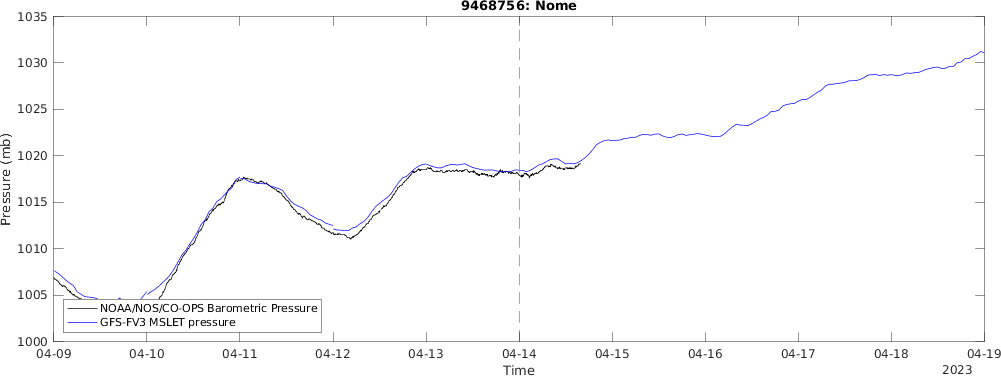 9468756: Nome
1035
1030
1025
1020
1015
1010
1005
1000
Pressure (mb)
NOAA/NOS/CO-OPS Barometric Pressure
GFS-FV3 MSLET pressure
04-09 04-10 04-11 04-12 04-13 04-14 04-15 04-16 04-17 04-18 04-19
Time
2023